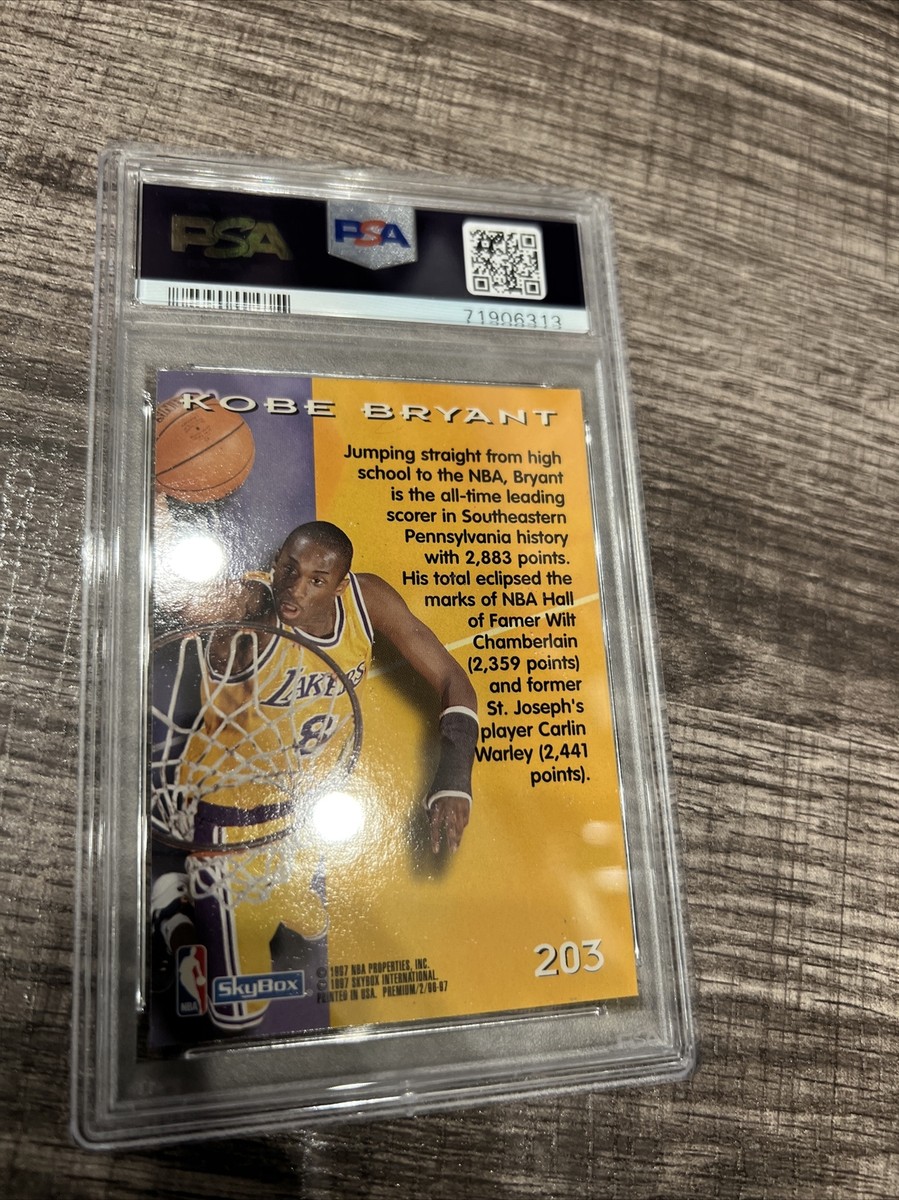 PSA
PSA
71906313
KOBE BRYANT
Jumping straight from high
school to the NBA, Bryant
is the all-time leading
scorer in Southeastern
Pennsylvania history
with 2,883 points.
His total eclipsed the
marks of NBA Hall
of Famer Wilt
Chamberlain
(2,359 points)
and former
St. Joseph's
player Carlin
Warley (2,441
points).
LAKERS
8
203
NBA
SkyBox
© 1997 NBA PROPERTIES, INC.
© 1997 SKYBOX INTERNATIONAL.
PRINTED IN USA. PREMIUM/2/96-97